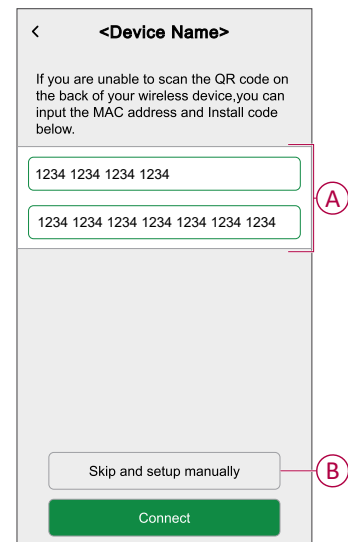 <
<Device Name>
If you are unable to scan the QR code on
the back of your wireless device,you can
input the MAC address and Install code
below.
1234 1234 1234 1234
A
1234 1234 1234 1234 1234 1234 1234
Skip and setup manually
B
Connect